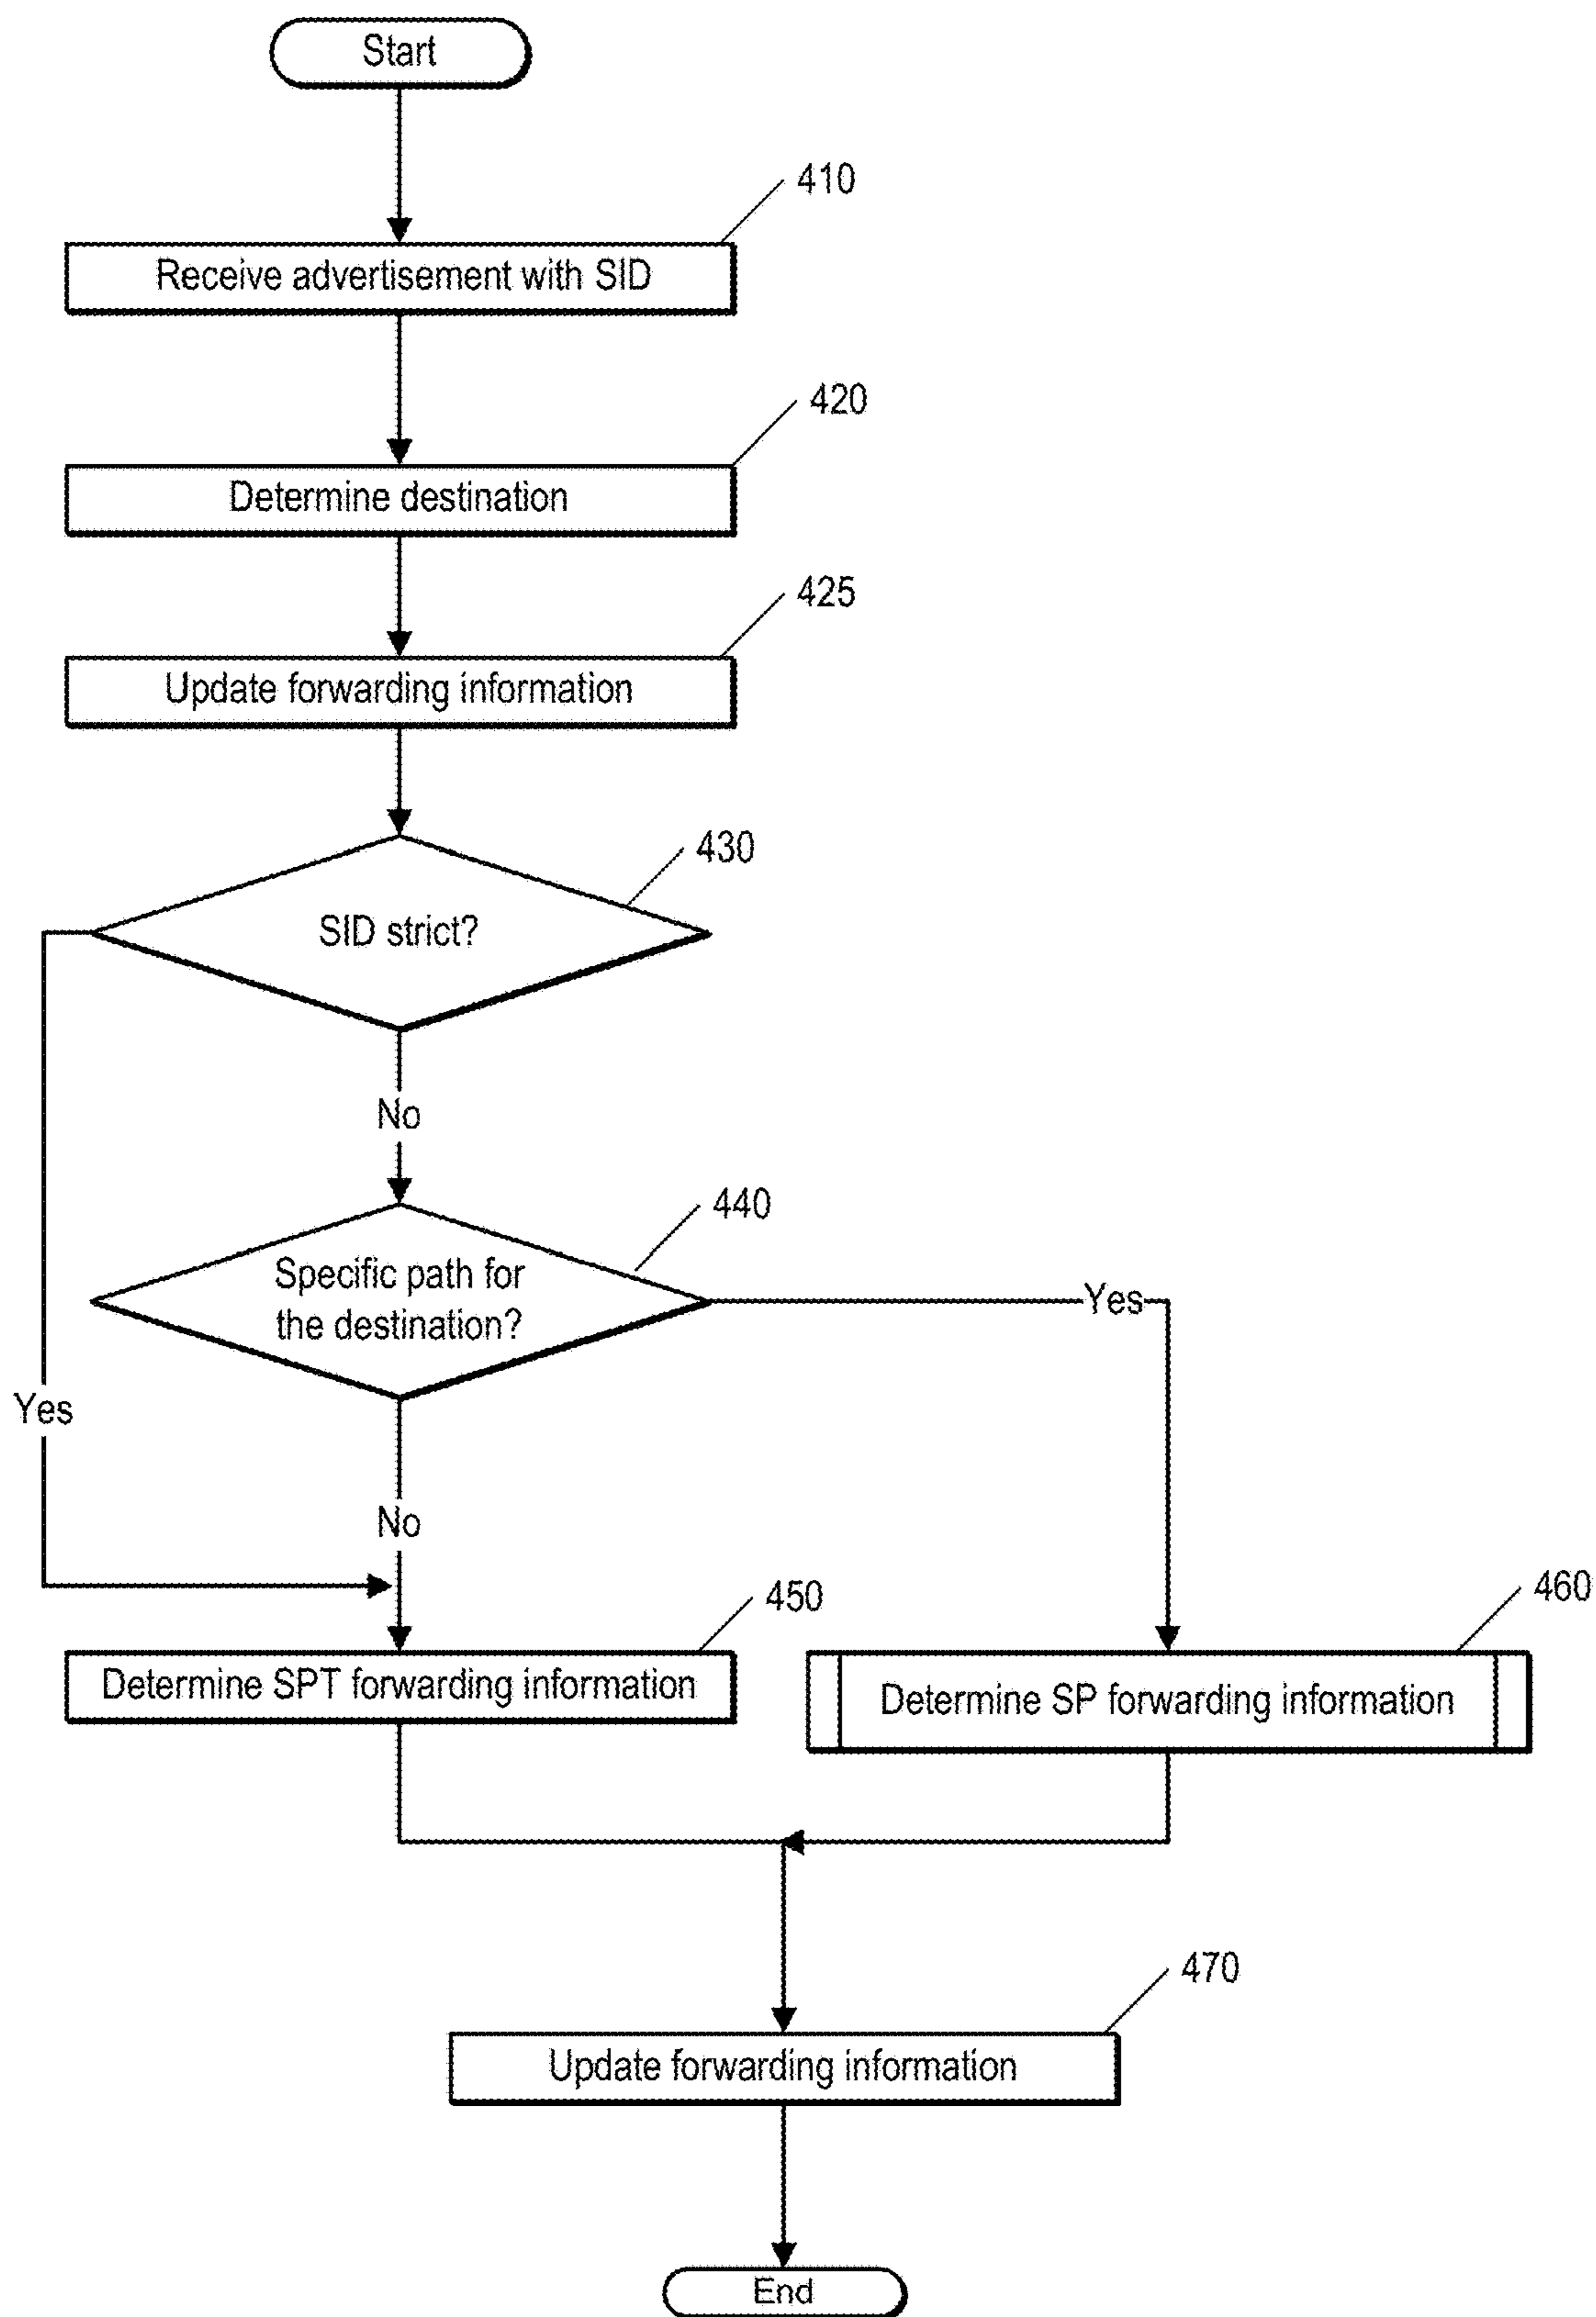 Start
410
Receive advertisement with SID
420
Determine destination
425
Update forwarding information
430
SID strict?
No
440
Specific path for
the destination?
Yes
Yes
No
450
Determine SPT forwarding information
460
Determine SP forwarding information
470
Update forwarding information
End